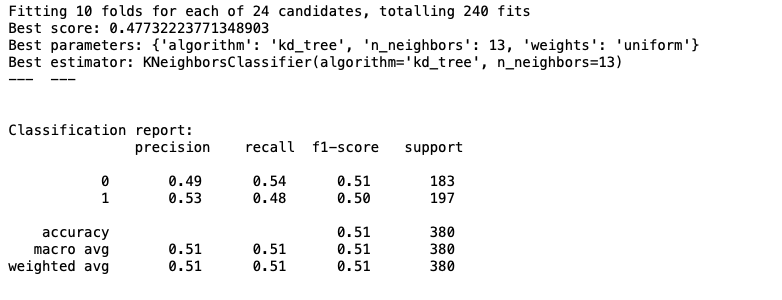 Fitting 10 folds for each of 24 candidates, totalling 240 fits
Best score: 0.47732223771348903
Best parameters: {'algorithm': 'kd_tree', 'n_neighbors': 13, 'weights': 'uniform'}
Best estimator: KNeighborsClassifier(algorithm='kd_tree', n_neighbors=13)
——— ———
Classification report:
precision recall f1-score support
0 0.49 0.54 0.51 183
1 0.53 0.48 0.50 197
accuracy 0.51 380
macro avg 0.51 0.51 0.51 380
weighted avg 0.51 0.51 0.51 380